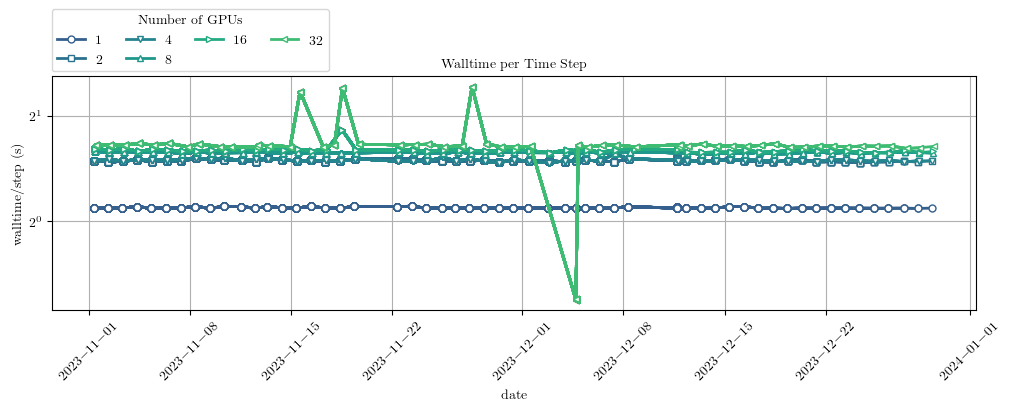 Number of GPUs
1 4 16 32
2 8
Walltime per Time Step
2^1
2^0
walltime/step (s)
2023−11−01 2023−11−08 2023−11−15 2023−11−22 2023−12−01 2023−12−08 2023−12−15 2023−12−22 2024−01−01
date